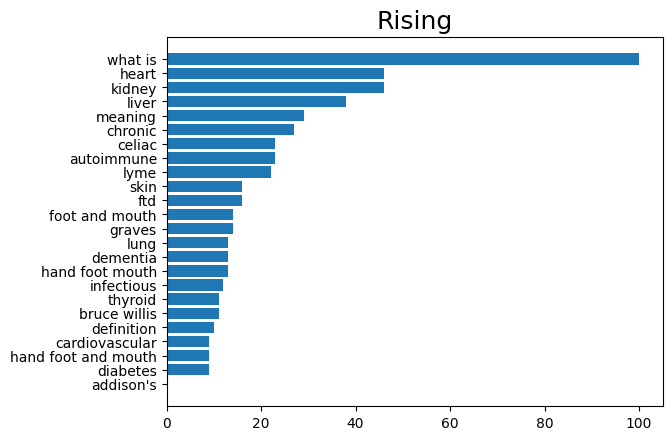 Rising
what is
heart
kidney
liver
meaning
chronic
celiac
autoimmune
lyme
skin
ftd
foot and mouth
graves
lung
dementia
hand foot mouth
infectious
thyroid
bruce willis
definition
cardiovascular
hand foot and mouth
diabetes
addison's
0 20 40 60 80 100